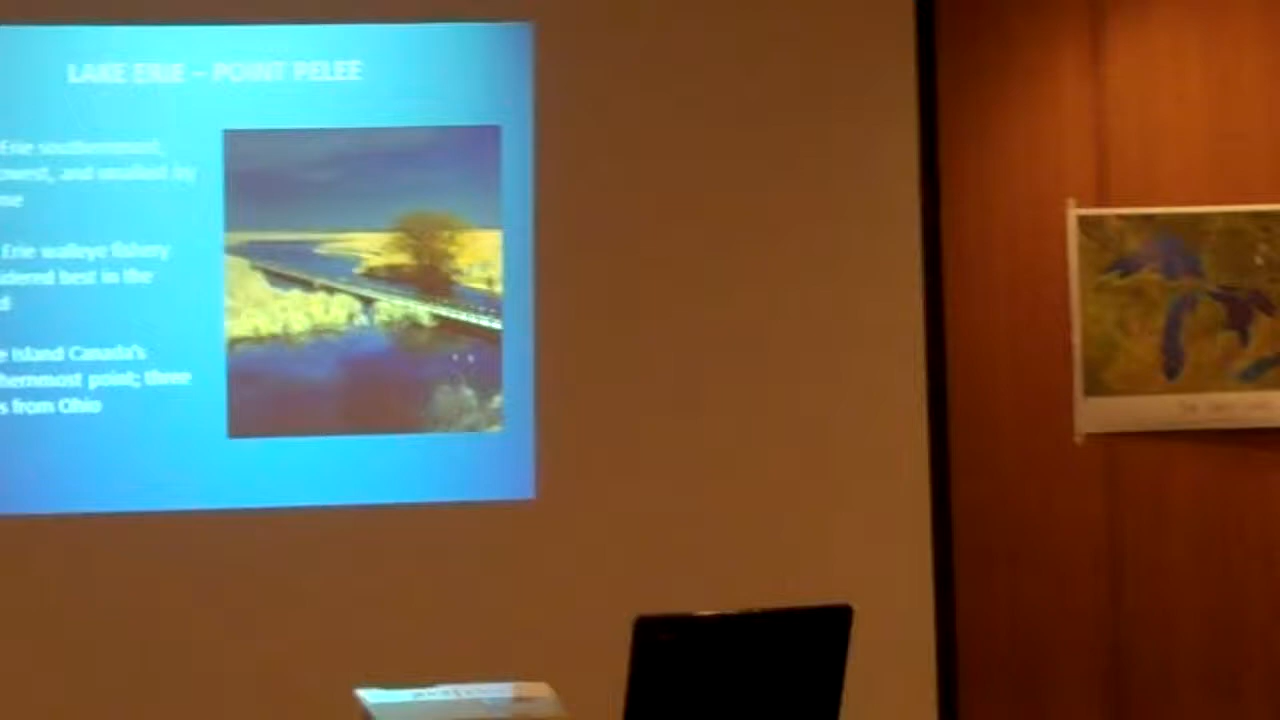 LAKE ERIE – POINT PELEE
Erie southernmost,
owest, and smallest by
me
Erie walleye fishery
idered best in the
d
e Island Canada's
hernmost point; three
s from Ohio